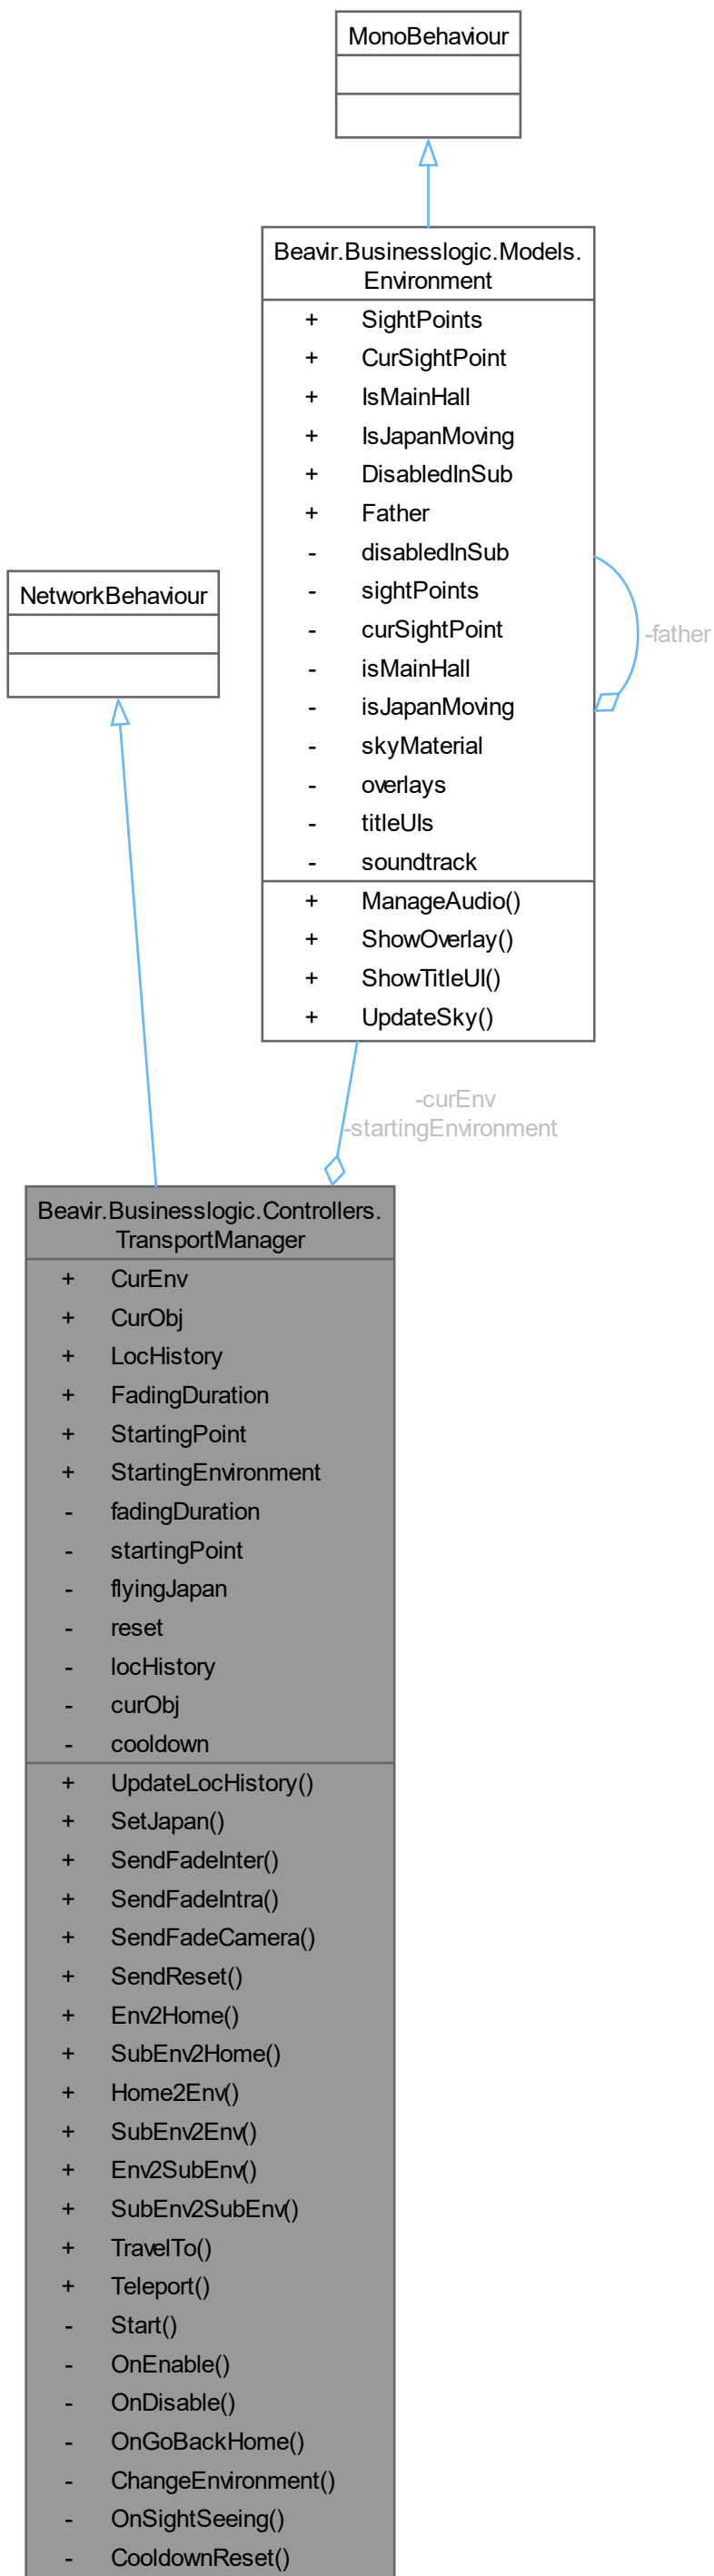 MonoBehaviour
Beavir.Businesslogic.Models.
Environment
+ SightPoints
+ CurSightPoint
+ IsMainHall
+ IsJapanMoving
+ DisabledInSub
+ Father
- disabledInSub
- sightPoints
- curSightPoint
- isMainHall
- isJapanMoving
- skyMaterial
- overlays
- titleUIs
- soundtrack
+ ManageAudio()
+ ShowOverlay()
+ ShowTitleUI()
+ UpdateSky()
-father
NetworkBehaviour
-curEnv
-startingEnvironment
Beavir.Businesslogic.Controllers.
TransportManager
+ CurEnv
+ CurObj
+ LocHistory
+ FadingDuration
+ StartingPoint
+ StartingEnvironment
- fadingDuration
- startingPoint
- flyingJapan
- reset
- locHistory
- curObj
- cooldown
+ UpdateLocHistory()
+ SetJapan()
+ SendFadeInter()
+ SendFadeIntra()
+ SendFadeCamera()
+ SendReset()
+ Env2Home()
+ SubEnv2Home()
+ Home2Env()
+ SubEnv2Env()
+ Env2SubEnv()
+ SubEnv2SubEnv()
+ TravelTo()
+ Teleport()
- Start()
- OnEnable()
- OnDisable()
- OnGoBackHome()
- ChangeEnvironment()
- OnSightSeeing()
- CooldownReset()